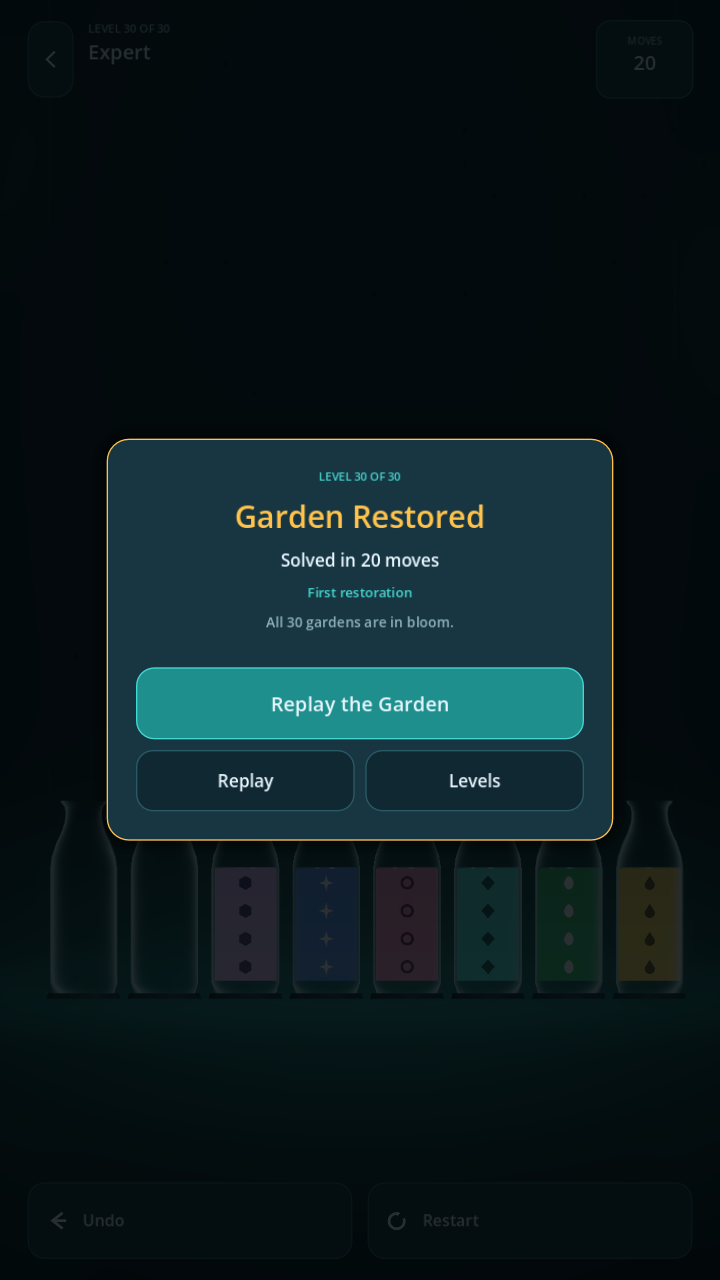 LEVEL 30 OF 30
Expert
MOVES
20
LEVEL 30 OF 30
Garden Restored
Solved in 20 moves
First restoration
All 30 gardens are in bloom.
Replay the Garden
Replay
Levels
Undo
Restart